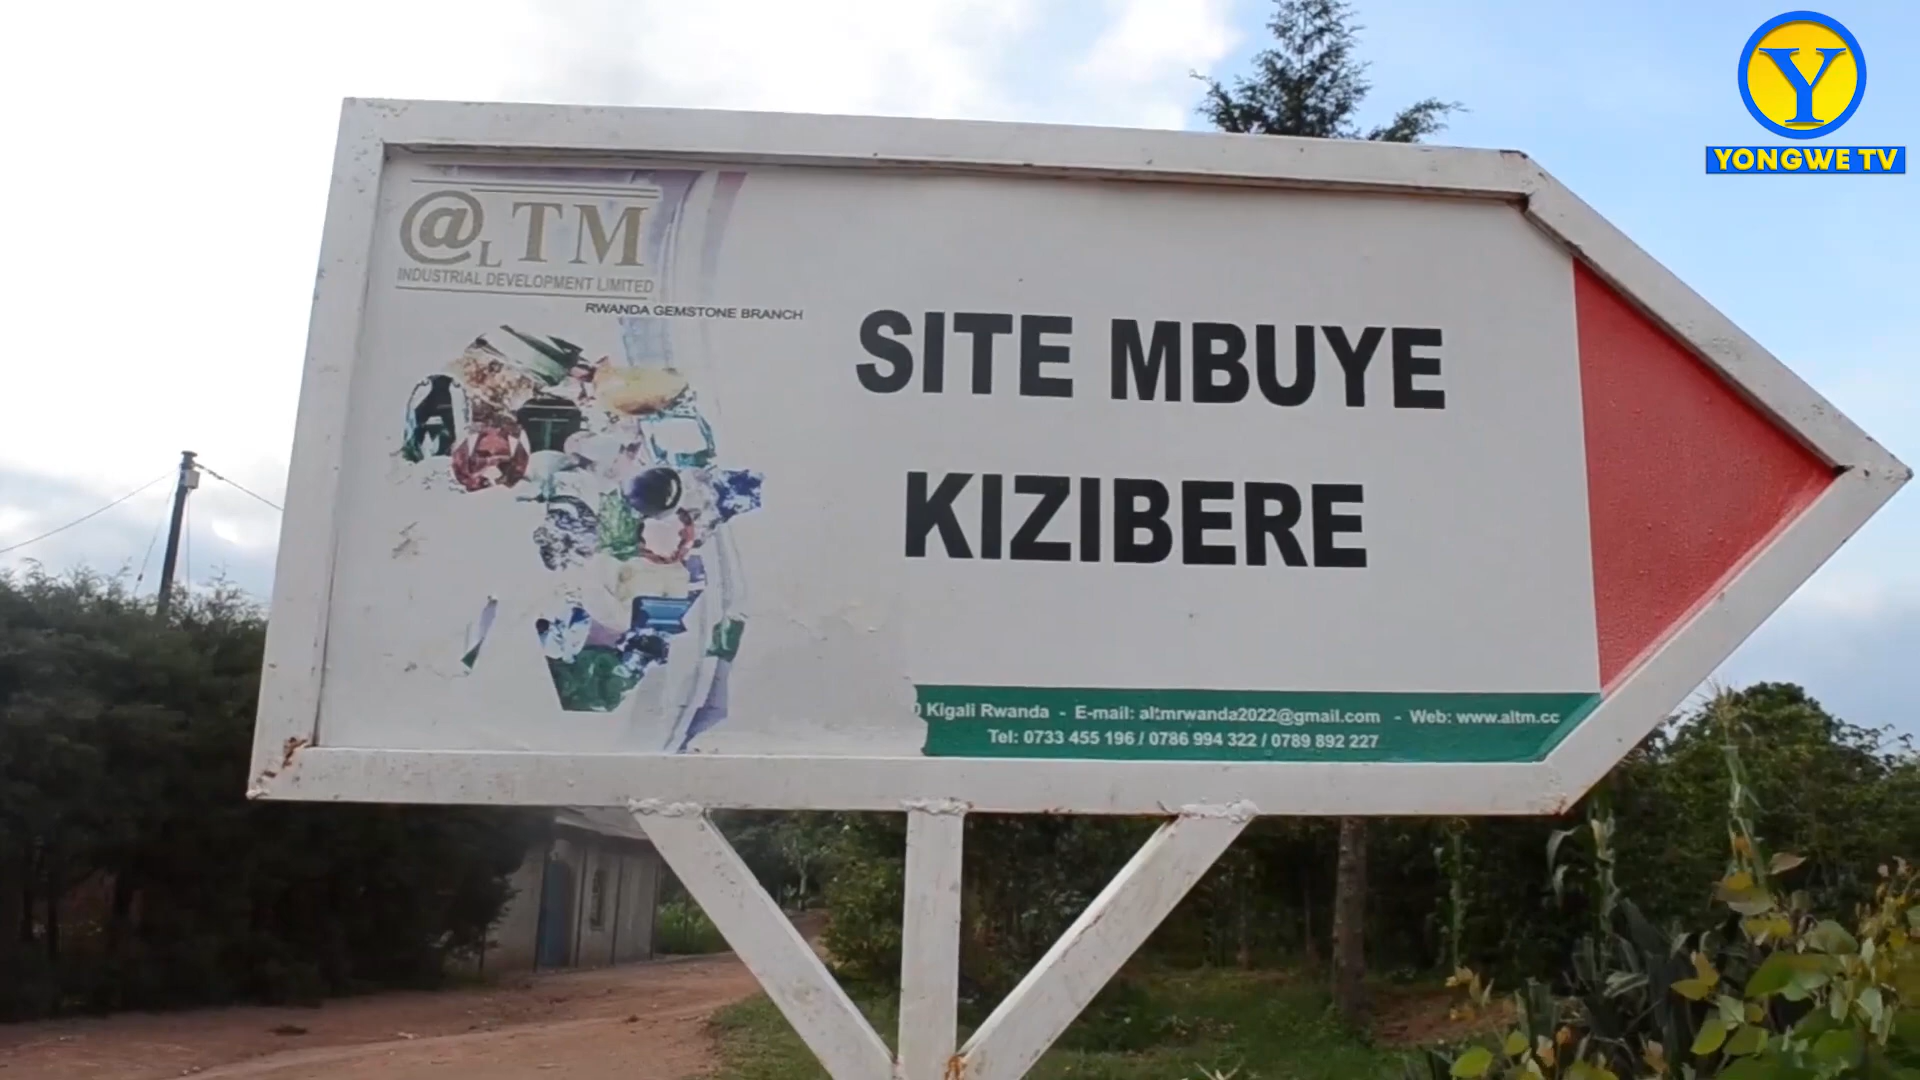 Y
YONGWE TV
@LTM
INDUSTRIAL DEVELOPMENT LIMITED
RWANDA GEMSTONE BRANCH
SITE MBUYE
KIZIBERE
Kigali Rwanda - E-mail: altmrwanda2022@gmail.com - Web: www.altm.cc
Tel: 0733 455 196 / 0786 994 322 / 0789 892 227